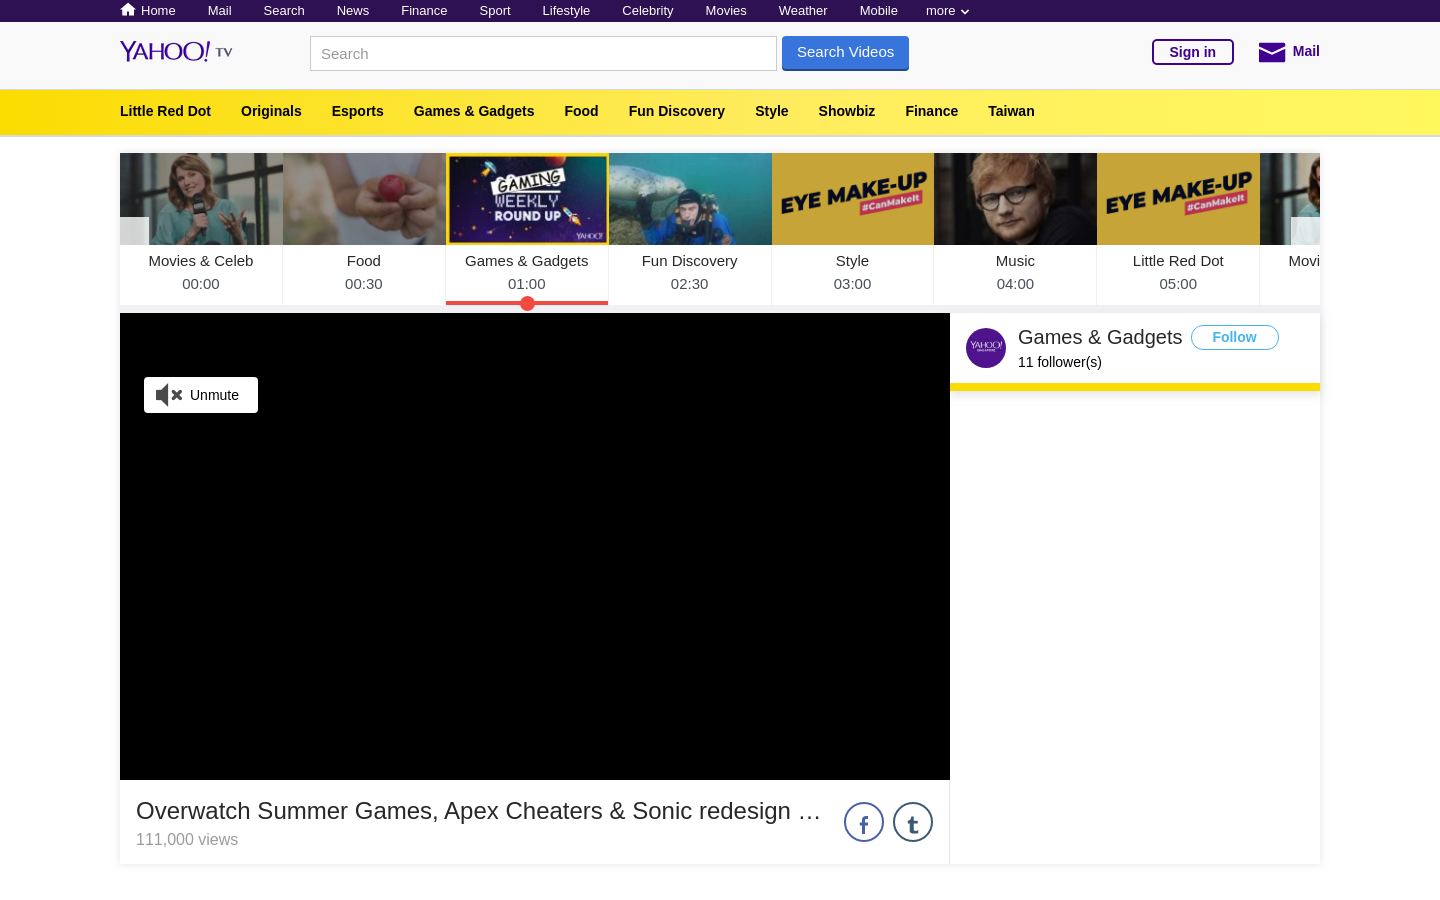 Home Mail Search News Finance Sport Lifestyle Celebrity Movies Weather Mobile more
YAHOO! TV
Search
Search Videos
Sign in
Mail
Little Red Dot Originals Esports Games & Gadgets Food Fun Discovery Style Showbiz Finance Taiwan
GAMING
WEEKLY
ROUND UP
YAHOO!
EYE MAKE-UP
#CanMakeIt
EYE MAKE-UP
#CanMakeIt
Movies & Celeb Food Games & Gadgets Fun Discovery Style Music Little Red Dot Movi
00:00 00:30 01:00 02:30 03:00 04:00 05:00
Unmute
YAHOO!
Games & Gadgets
Follow
11 follower(s)
Overwatch Summer Games, Apex Cheaters & Sonic redesign …
111,000 views